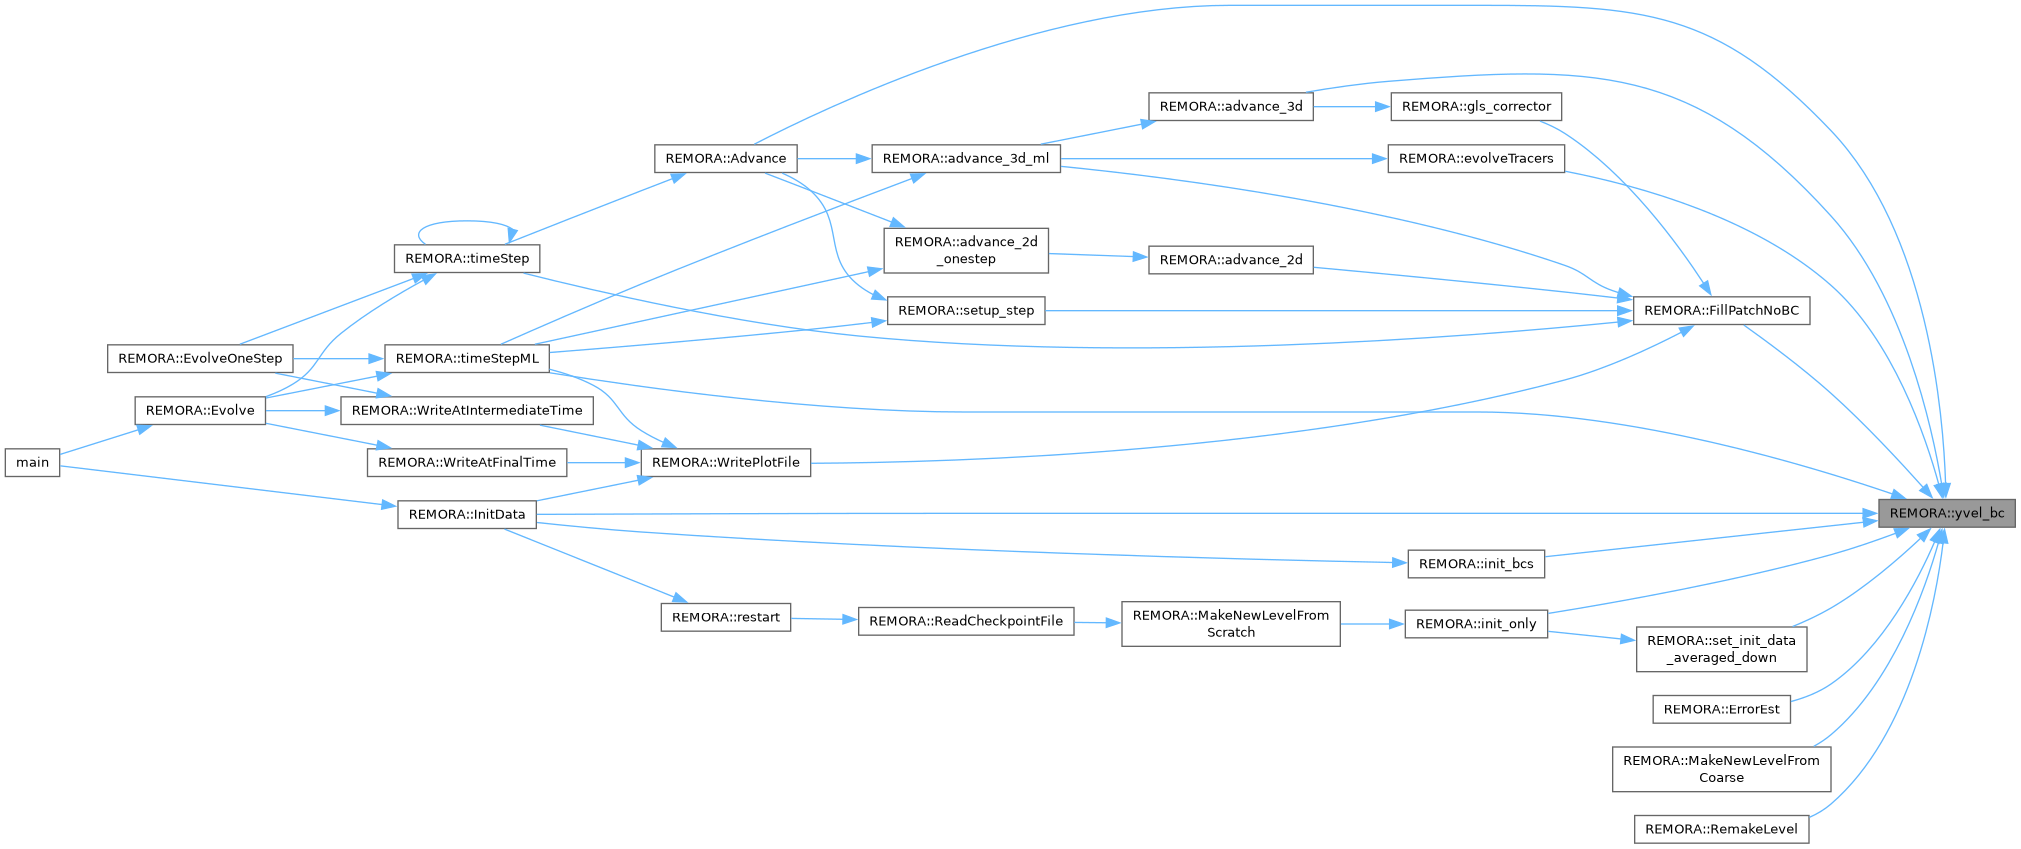 REMORA::advance_3d
REMORA::gls_corrector
REMORA::Advance
REMORA::advance_3d_ml
REMORA::evolveTracers
REMORA::timeStep
REMORA::advance_2d
_onestep
REMORA::advance_2d
REMORA::setup_step
REMORA::FillPatchNoBC
REMORA::EvolveOneStep
REMORA::timeStepML
REMORA::Evolve
REMORA::WriteAtIntermediateTime
main
REMORA::WriteAtFinalTime
REMORA::WritePlotFile
REMORA::InitData
REMORA::yvel_bc
REMORA::init_bcs
REMORA::restart
REMORA::ReadCheckpointFile
REMORA::MakeNewLevelFrom
Scratch
REMORA::init_only
REMORA::set_init_data
_averaged_down
REMORA::ErrorEst
REMORA::MakeNewLevelFrom
Coarse
REMORA::RemakeLevel